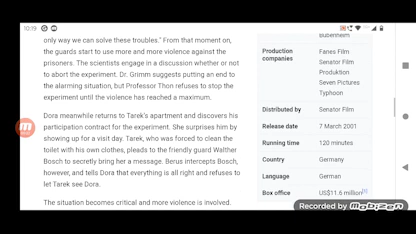 10:19
only way we can solve these troubles." From that moment on,
the guards start to use more and more violence against the
prisoners. The scientists engage in a discussion whether or
not to abort the experiment. Dr. Grimm suggests putting an end to
the alarming situation, but Professor Thon refuses to stop the
experiment until the violence has reached a maximum.
Dora meanwhile returns to Tarek's apartment and discovers his
participation contract for the experiment. She surprises him by
showing up for a visit day. Tarek, who was forced to clean the
toilet with his own clothes, pleads to the friendly guard Walther
Bosch to secretly bring her a message. Berus intercepts Bosch,
however, and tells Dora that everything is all right and refuses to
let Tarek see Dora.
The situation becomes critical and more violence is involved.
Bubenheim
Production companies
Fanes Film
Senator Film
Produktion
Seven Pictures
Typhoon
Distributed by Senator Film
Release date 7 March 2001
Running time 120 minutes
Country Germany
Language German
Box office US$11.6 million
Recorded by Mobizen